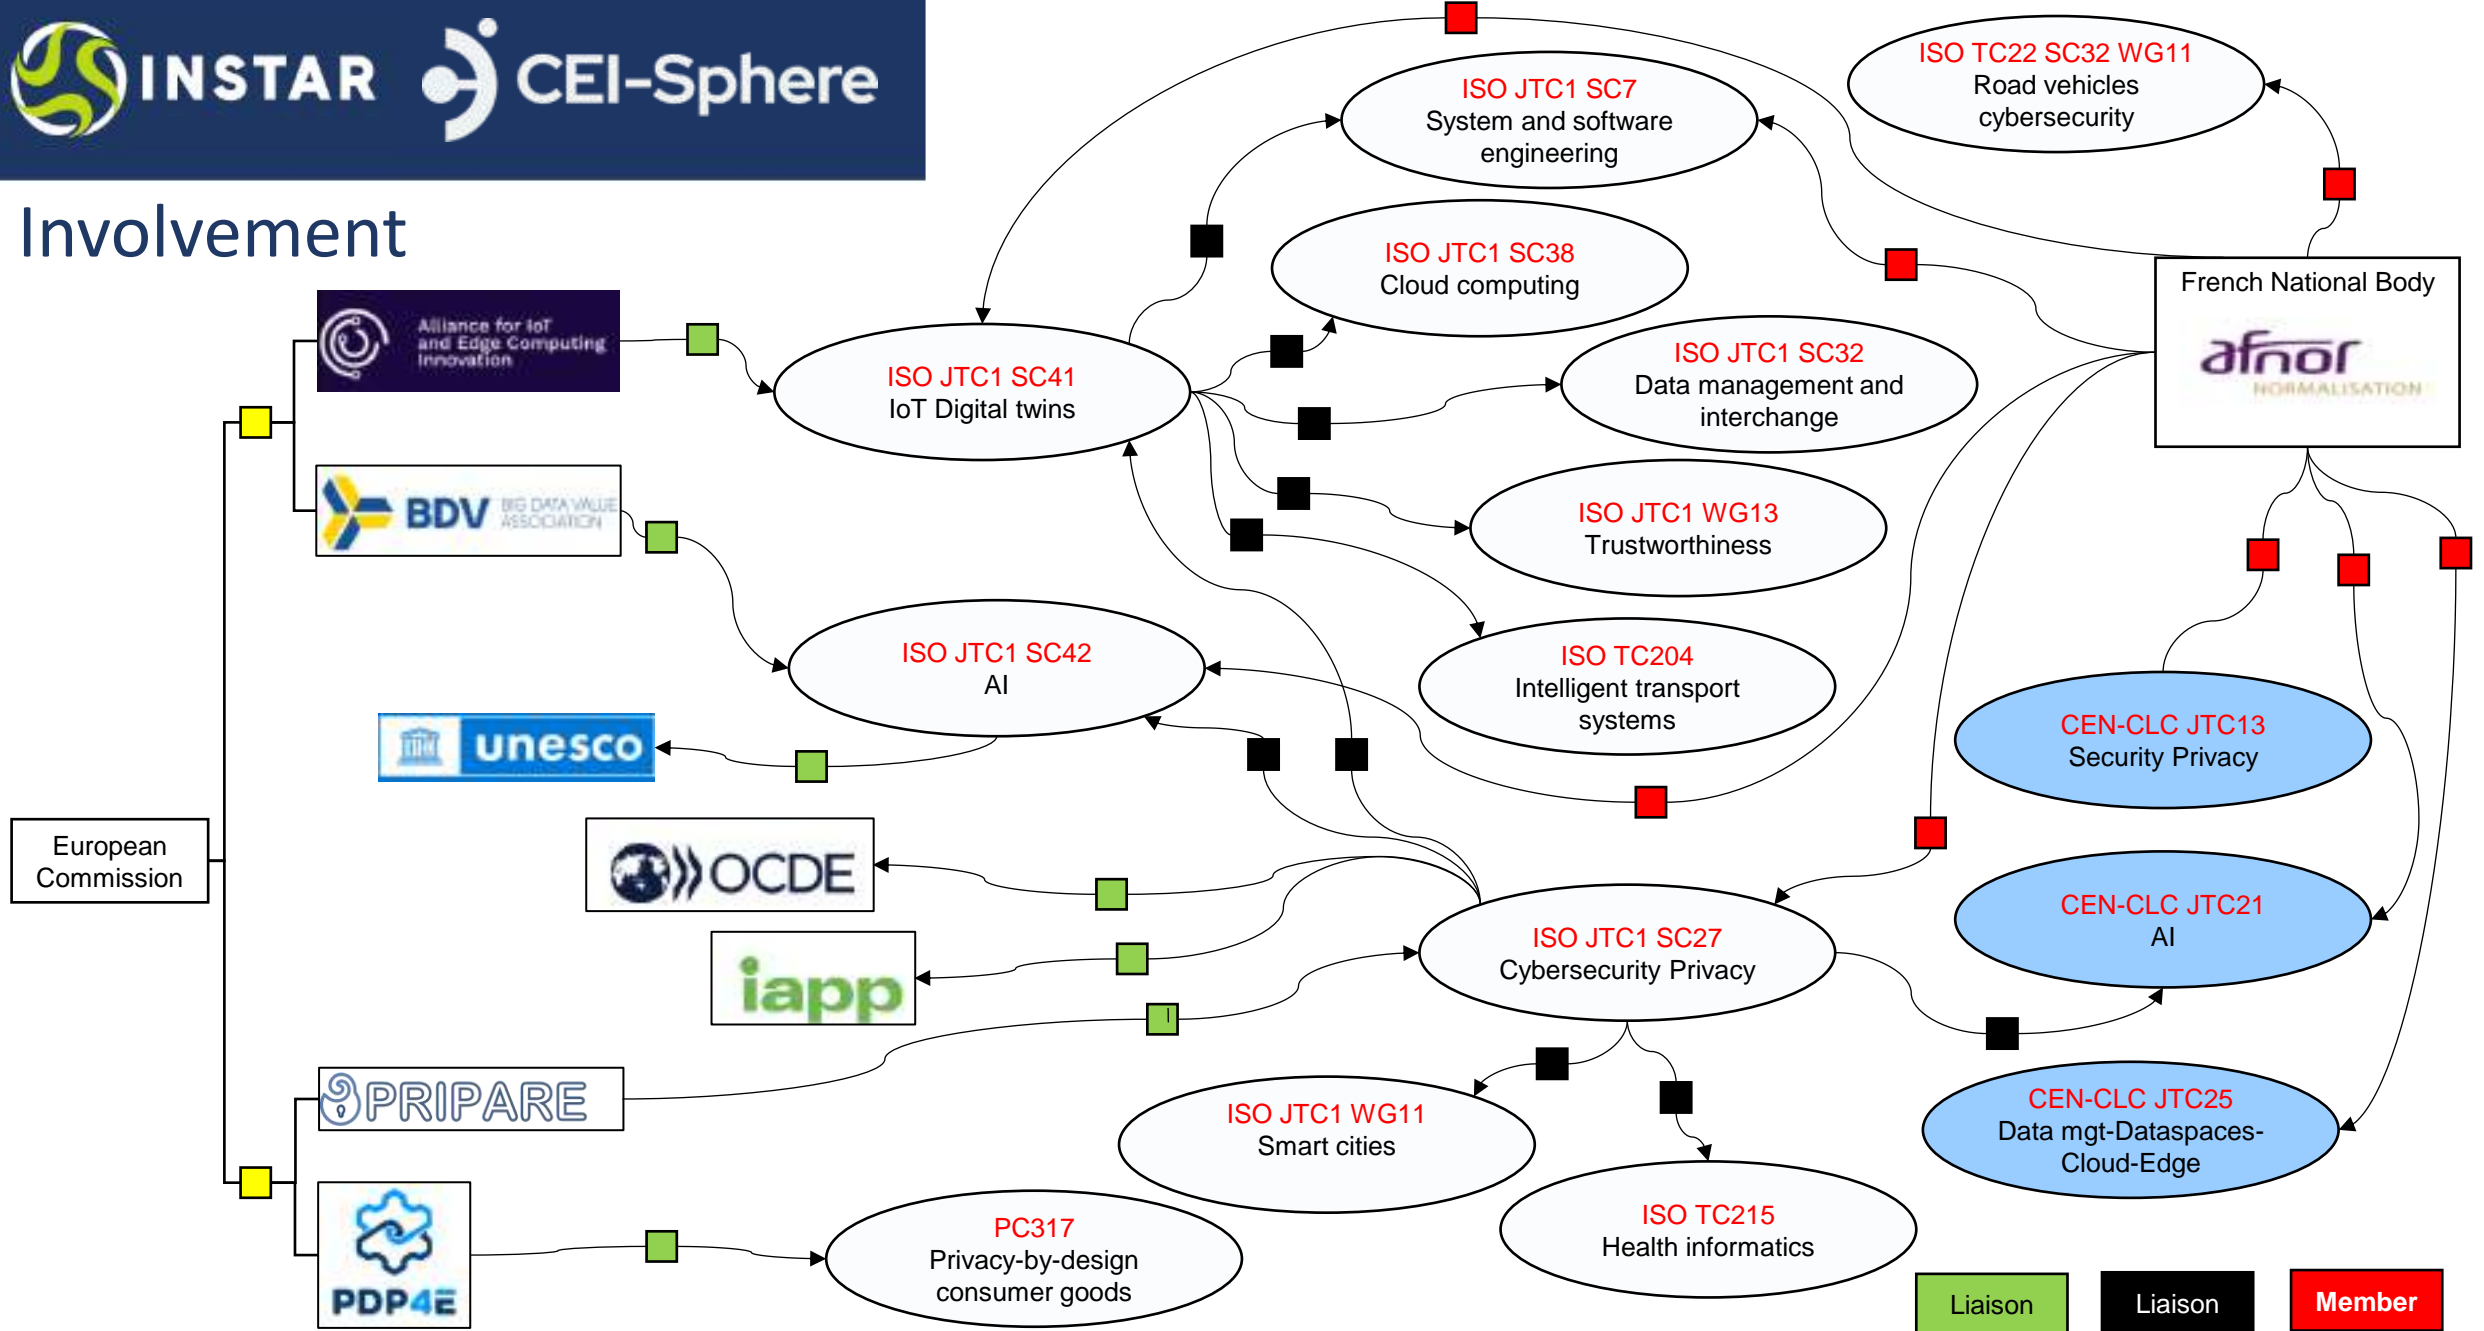 INSTAR CEI-Sphere
Involvement
ISO TC22 SC32 WG11
Road vehicles
cybersecurity
ISO JTC1 SC7
System and software
engineering
ISO JTC1 SC38
Cloud computing
French National Body
afnor
NORMALISATION
Alliance for IoT
and Edge Computing
Innovation
ISO JTC1 SC41
IoT Digital twins
ISO JTC1 SC32
Data management and
interchange
BDV BIG DATA VALUE
ASSOCIATION
ISO JTC1 WG13
Trustworthiness
ISO JTC1 SC42
AI
ISO TC204
Intelligent transport
systems
unesco
CEN-CLC JTC13
Security Privacy
European
Commission
OCDE
iapp
ISO JTC1 SC27
Cybersecurity Privacy
CEN-CLC JTC21
AI
PRIPARE
ISO JTC1 WG11
Smart cities
CEN-CLC JTC25
Data mgt-Dataspaces-
Cloud-Edge
PDP4E
PC317
Privacy-by-design
consumer goods
ISO TC215
Health informatics
Liaison
Liaison
Member